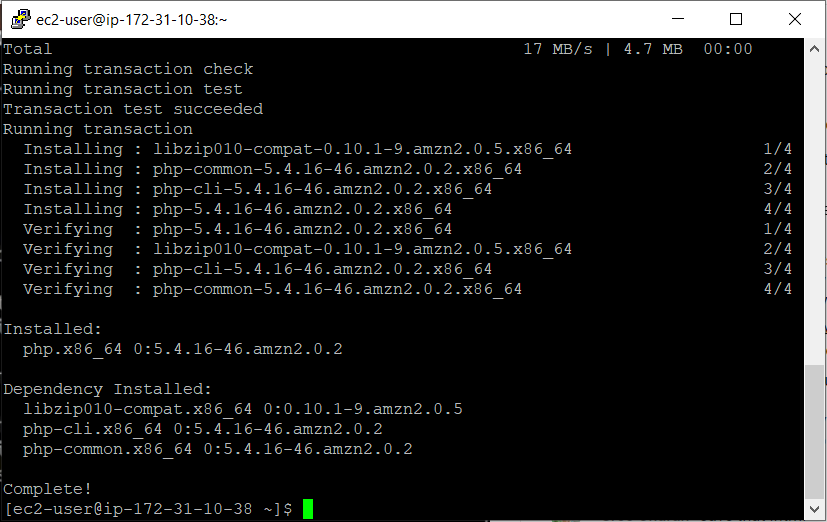 ec2-user@ip-172-31-10-38:~
Total 17 MB/s | 4.7 MB 00:00
Running transaction check
Running transaction test
Transaction test succeeded
Running transaction
Installing : libzip010-compat-0.10.1-9.amzn2.0.5.x86_64 1/4
Installing : php-common-5.4.16-46.amzn2.0.2.x86_64 2/4
Installing : php-cli-5.4.16-46.amzn2.0.2.x86_64 3/4
Installing : php-5.4.16-46.amzn2.0.2.x86_64 4/4
Verifying : php-5.4.16-46.amzn2.0.2.x86_64 1/4
Verifying : libzip010-compat-0.10.1-9.amzn2.0.5.x86_64 2/4
Verifying : php-cli-5.4.16-46.amzn2.0.2.x86_64 3/4
Verifying : php-common-5.4.16-46.amzn2.0.2.x86_64 4/4
Installed:
php.x86_64 0:5.4.16-46.amzn2.0.2
Dependency Installed:
libzip010-compat.x86_64 0:0.10.1-9.amzn2.0.5
php-cli.x86_64 0:5.4.16-46.amzn2.0.2
php-common.x86_64 0:5.4.16-46.amzn2.0.2
Complete!
[ec2-user@ip-172-31-10-38 ~]$